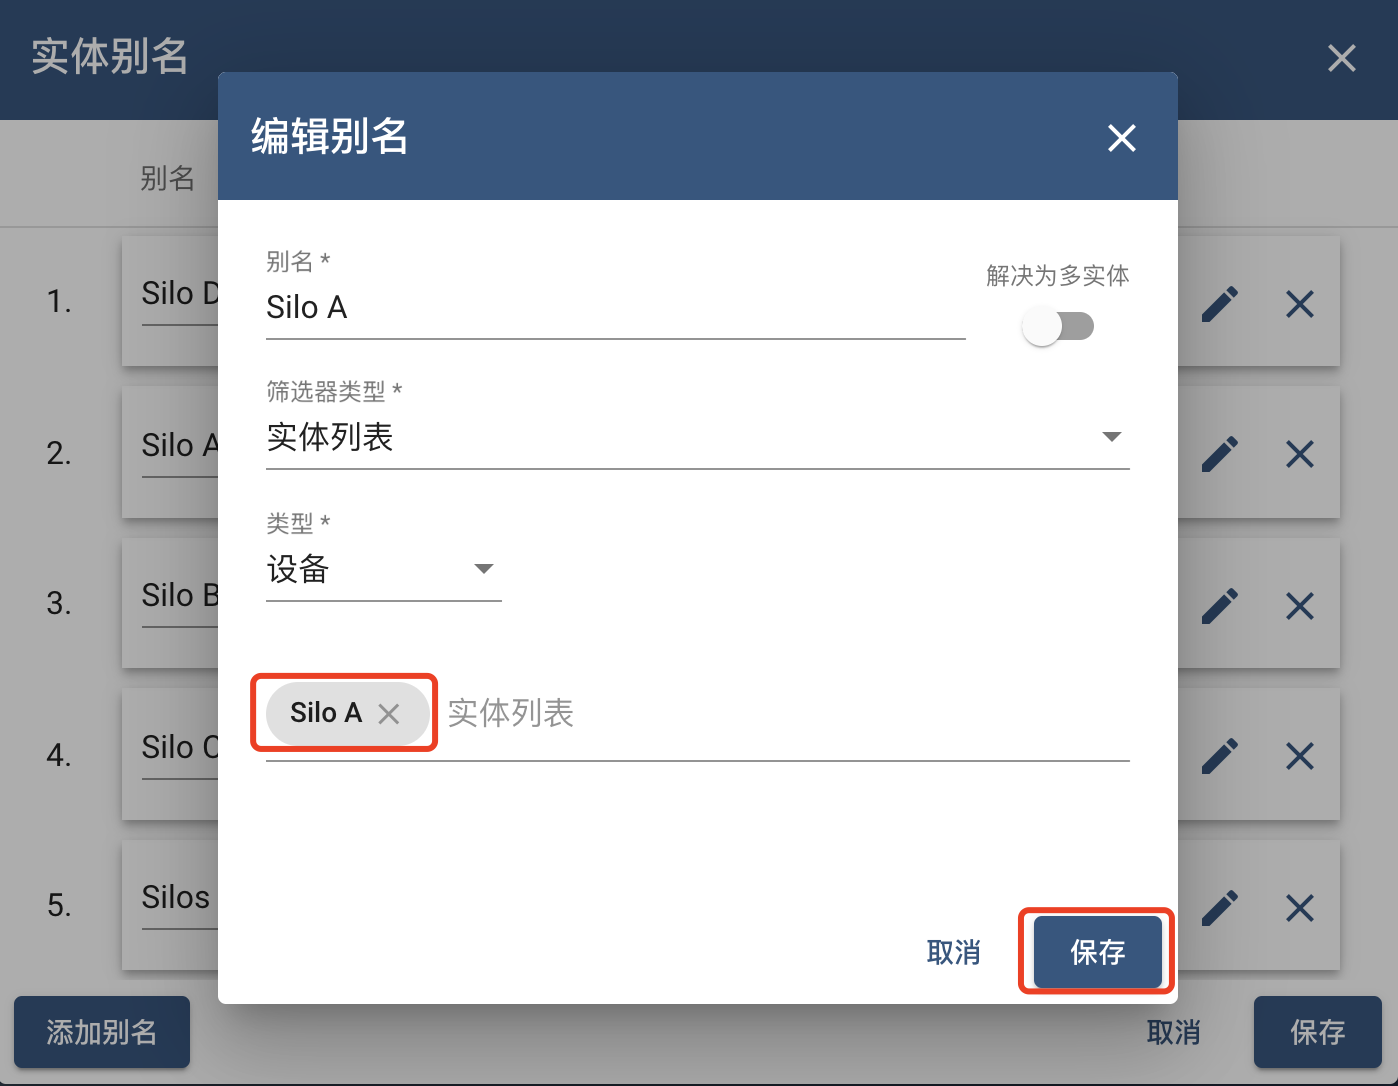 实体别名
编辑别名
别名
别名 *
Silo A
解决为多实体
筛选器类型 *
实体列表
类型 *
设备
Silo A
实体列表
取消
保存
1.
Silo D
2.
Silo A
3.
Silo B
4.
Silo C
5.
Silos
添加别名
取消
保存